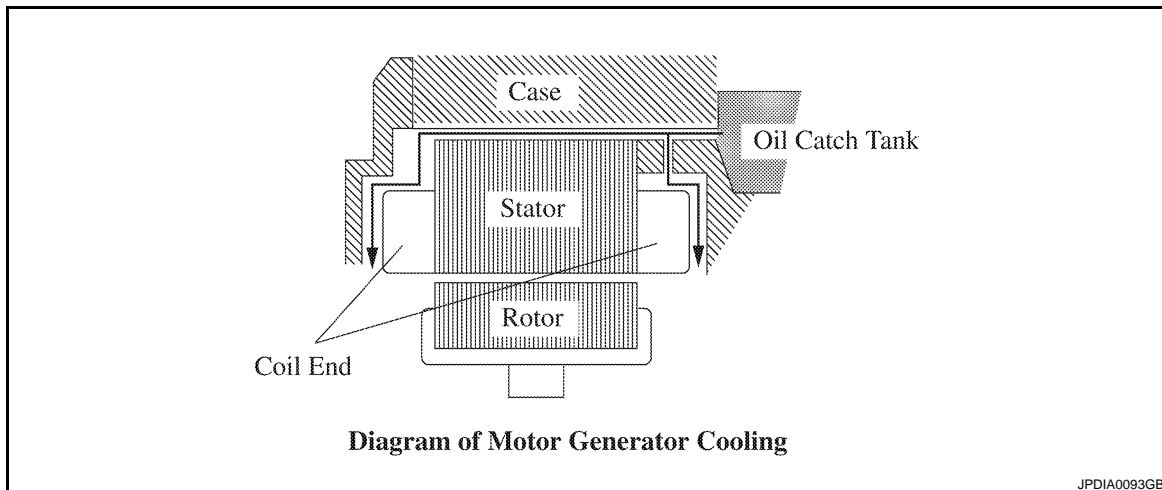 Case
Oil Catch Tank
Stator
Rotor
Coil End
Diagram of Motor Generator Cooling
JPDIA0093GB